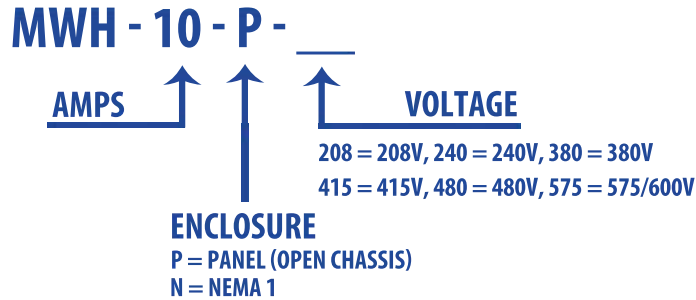 MWH - 10 - P - ___
AMPS
VOLTAGE
208 = 208V, 240 = 240V, 380 = 380V
415 = 415V, 480 = 480V, 575 = 575/600V
ENCLOSURE
P = PANEL (OPEN CHASSIS)
N = NEMA 1